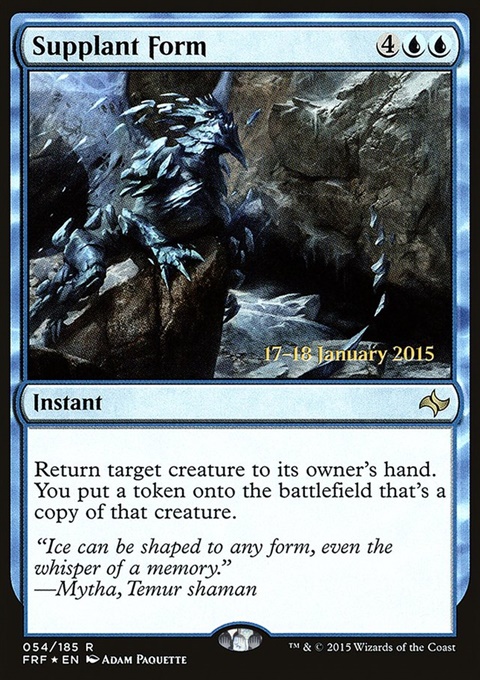 Supplant Form 4
17–18 January 2015
Instant
Return target creature to its owner's hand.
You put a token onto the battlefield that's a
copy of that creature.
"Ice can be shaped to any form, even the
whisper of a memory."
—Mytha, Temur shaman
054/185 R
FRF ★ EN Adam Paquette
™ & © 2015 Wizards of the Coast